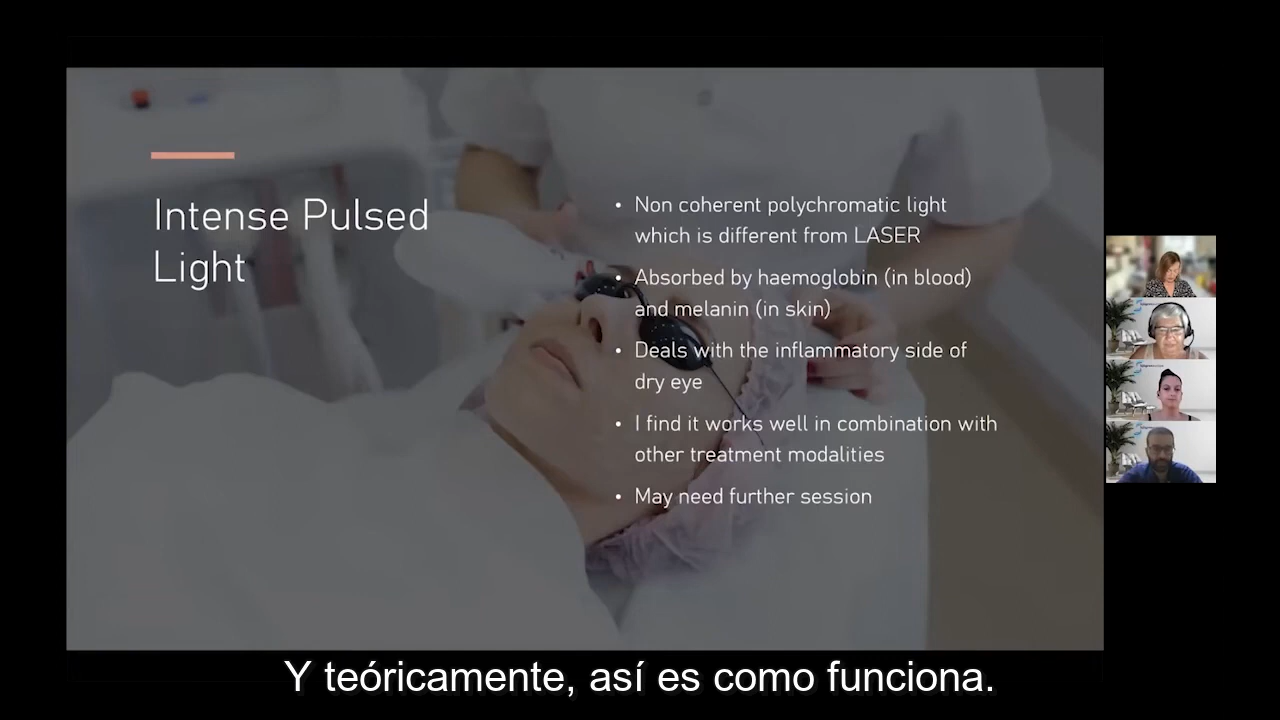 Intense Pulsed
Light
• Non coherent polychromatic light
which is different from LASER
• Absorbed by haemoglobin (in blood)
and melanin (in skin)
• Deals with the inflammatory side of
dry eye
• I find it works well in combination with
other treatment modalities
• May need further session
Y teóricamente, así es como funciona.